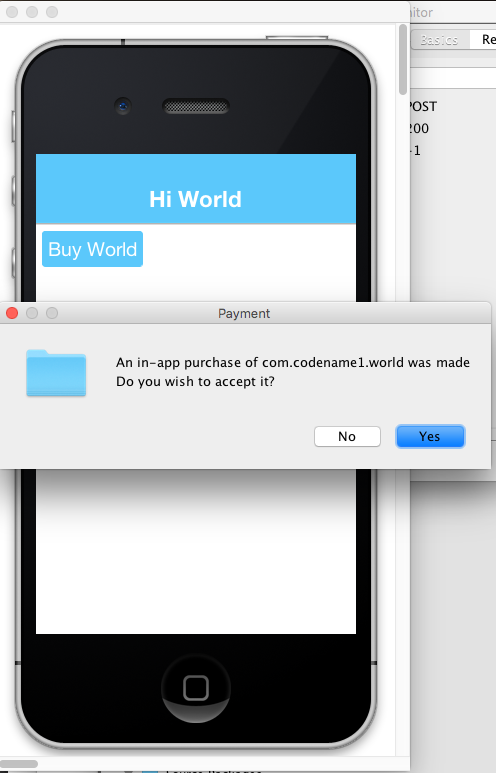 Basics
Re
POST
200
-1
Hi World
Buy World
Payment
An in-app purchase of com.codename1.world was made
Do you wish to accept it?
No
Yes